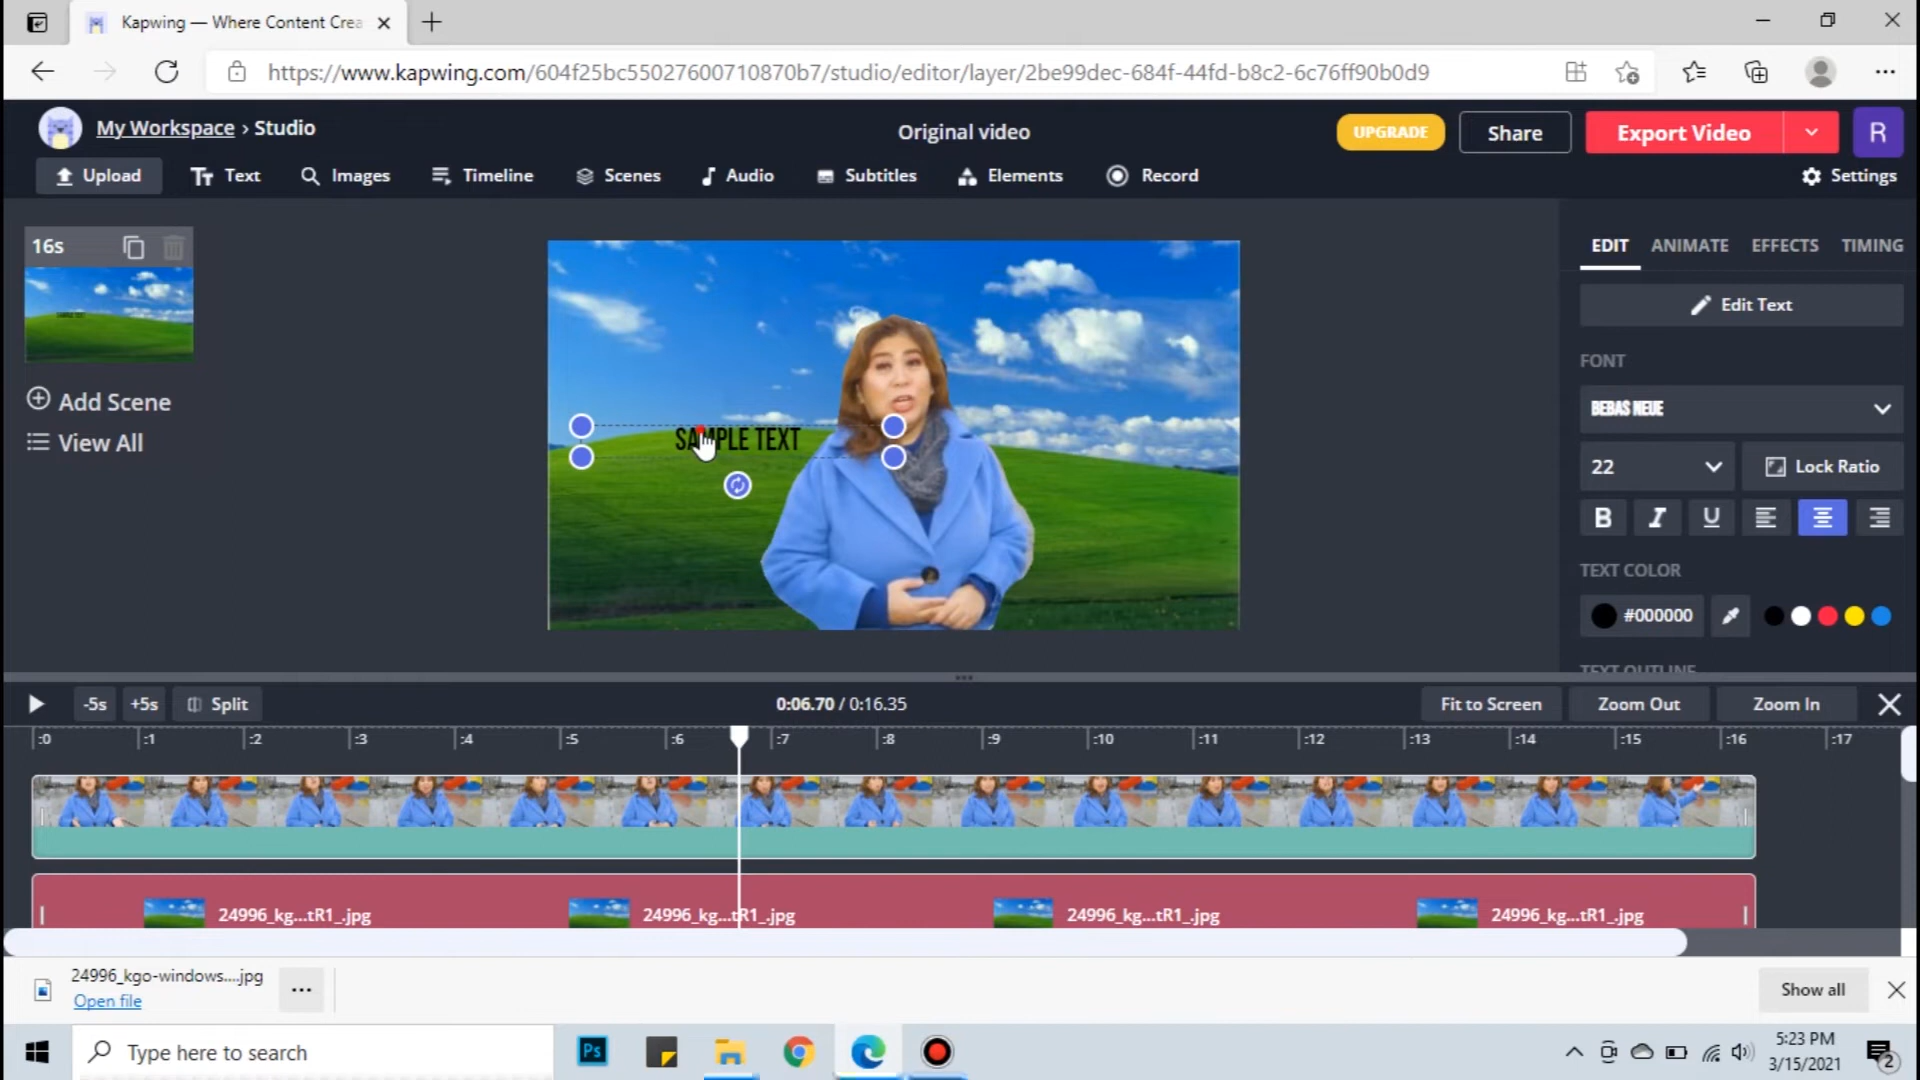 Kapwing — Where Content Crea
https://www.kapwing.com/604f25bc55027600710870b7/studio/editor/layer/2be99dec-684f-44fd-b8c2-6c76ff90b0d9
My Workspace › Studio
Original video
UPGRADE
Share
Export Video
R
Upload
Text
Images
Timeline
Scenes
Audio
Subtitles
Elements
Record
Settings
16s
SAMPLE TEXT
Add Scene
View All
SAMPLE TEXT
EDIT ANIMATE EFFECTS TIMING
Edit Text
FONT
BEBAS NEUE
22
Lock Ratio
B I U
TEXT COLOR
#000000
TEXT OUTLINE
-5s +5s Split
0:06.70 / 0:16.35
Fit to Screen
Zoom Out
Zoom In
:0 :1 :2 :3 :4 :5 :6 :7 :8 :9 :10 :11 :12 :13 :14 :15 :16 :17
24996_kg...tR1_.jpg 24996_kg...tR1_.jpg 24996_kg...tR1_.jpg 24996_kg...tR1_.jpg
24996_kgo-windows....jpg
Open file
Show all
Type here to search
Ps
5:23 PM
3/15/2021
2